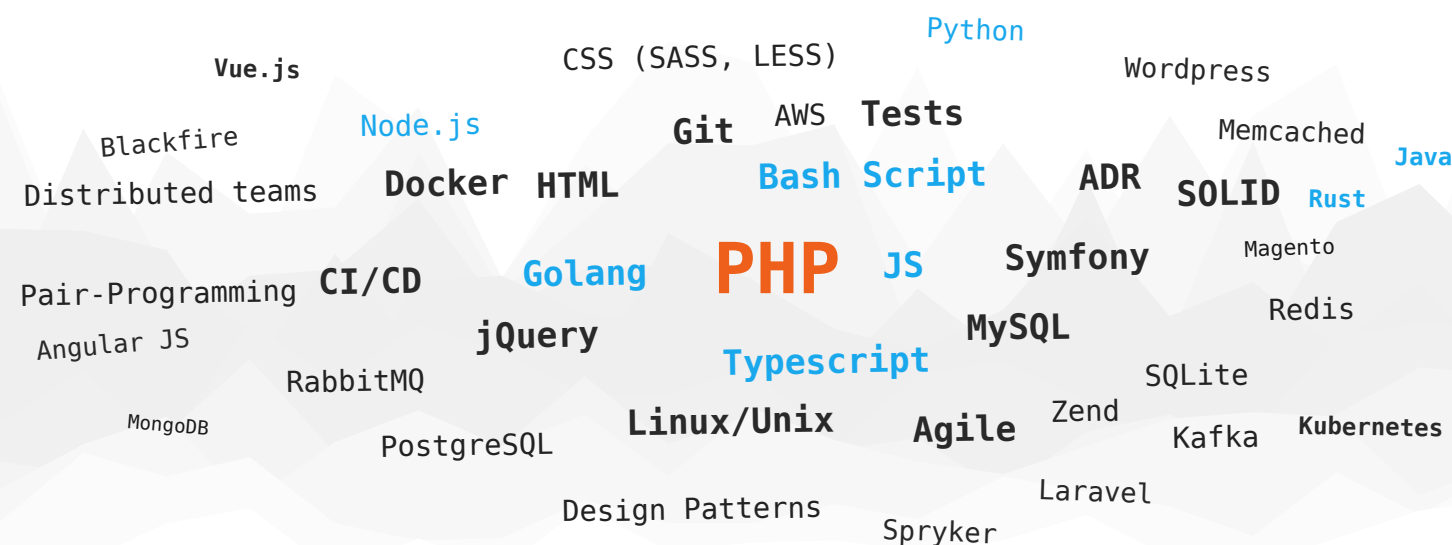 Python
CSS (SASS, LESS)
Vue.js
Wordpress
Node.js
Git
AWS
Tests
Blackfire
Memcached
Java
Distributed teams
Docker
HTML
Bash Script
ADR
SOLID
Rust
Golang
PHP
JS
Symfony
Magento
Pair-Programming
CI/CD
Redis
Angular JS
jQuery
MySQL
Typescript
RabbitMQ
SQLite
MongoDB
Linux/Unix
Agile
Zend
Kafka
Kubernetes
PostgreSQL
Design Patterns
Laravel
Spryker